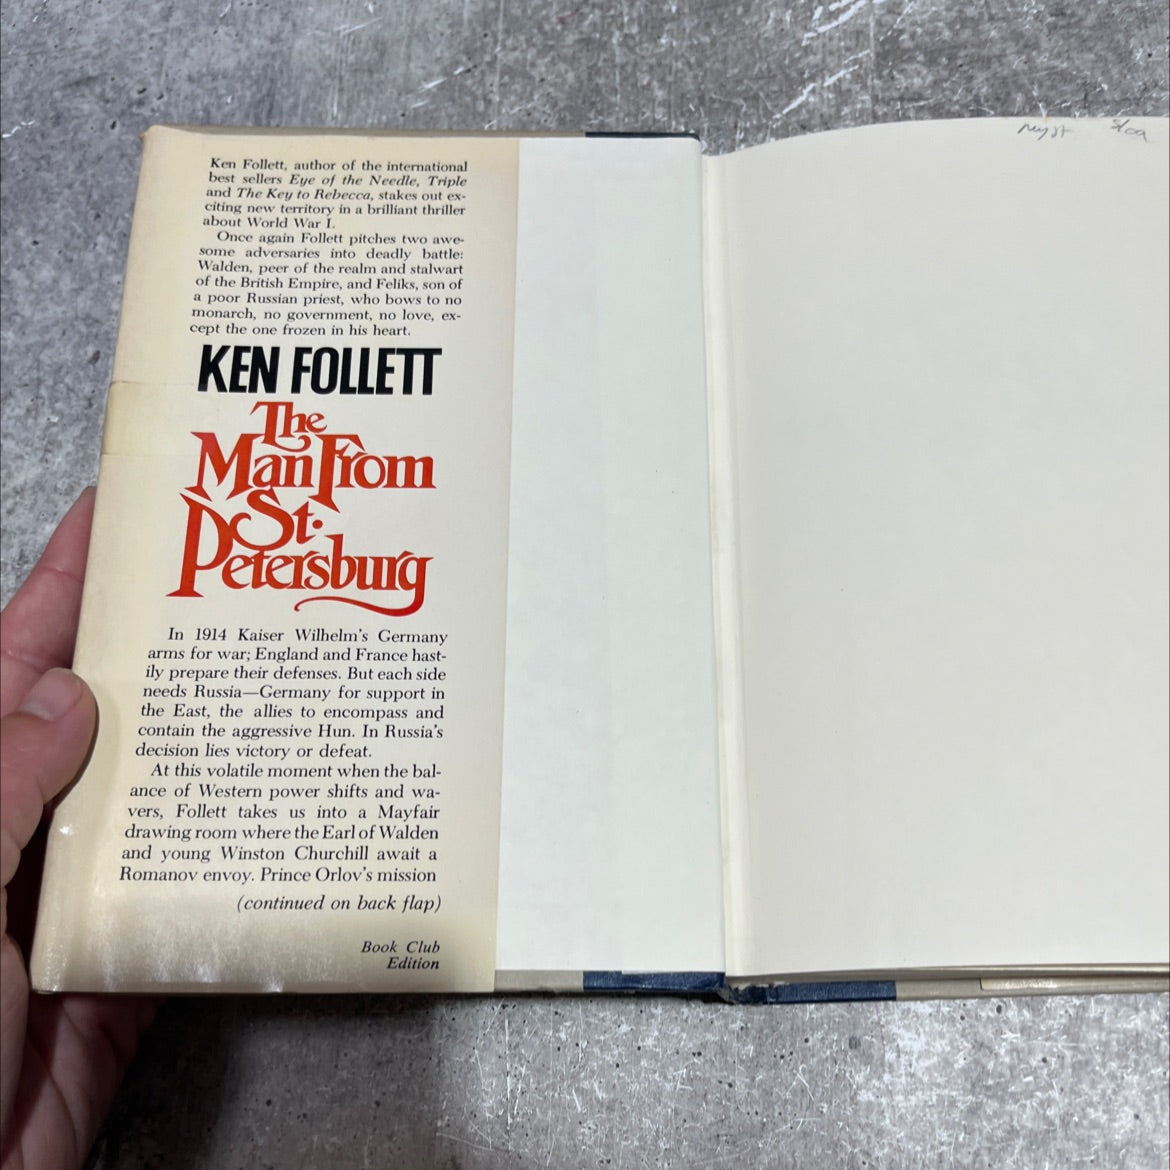 Ken Follett, author of the international
best sellers Eye of the Needle, Triple
and The Key to Rebecca, stakes out ex-
citing new territory in a brilliant thriller
about World War I.
Once again Follett pitches two awe-
some adversaries into deadly battle:
Walden, peer of the realm and stalwart
of the British Empire, and Feliks, son of
a poor Russian priest, who bows to no
monarch, no government, no love, ex-
cept the one frozen in his heart.
KEN FOLLETT
The
Man From
St.
Petersburg
In 1914 Kaiser Wilhelm's Germany
arms for war; England and France hast-
ily prepare their defenses. But each side
needs Russia—Germany for support in
the East, the allies to encompass and
contain the aggressive Hun. In Russia's
decision lies victory or defeat.
At this volatile moment when the bal-
ance of Western power shifts and wa-
vers, Follett takes us into a Mayfair
drawing room where the Earl of Walden
and young Winston Churchill await a
Romanov envoy. Prince Orlov's mission
(continued on back flap)
Book Club
Edition